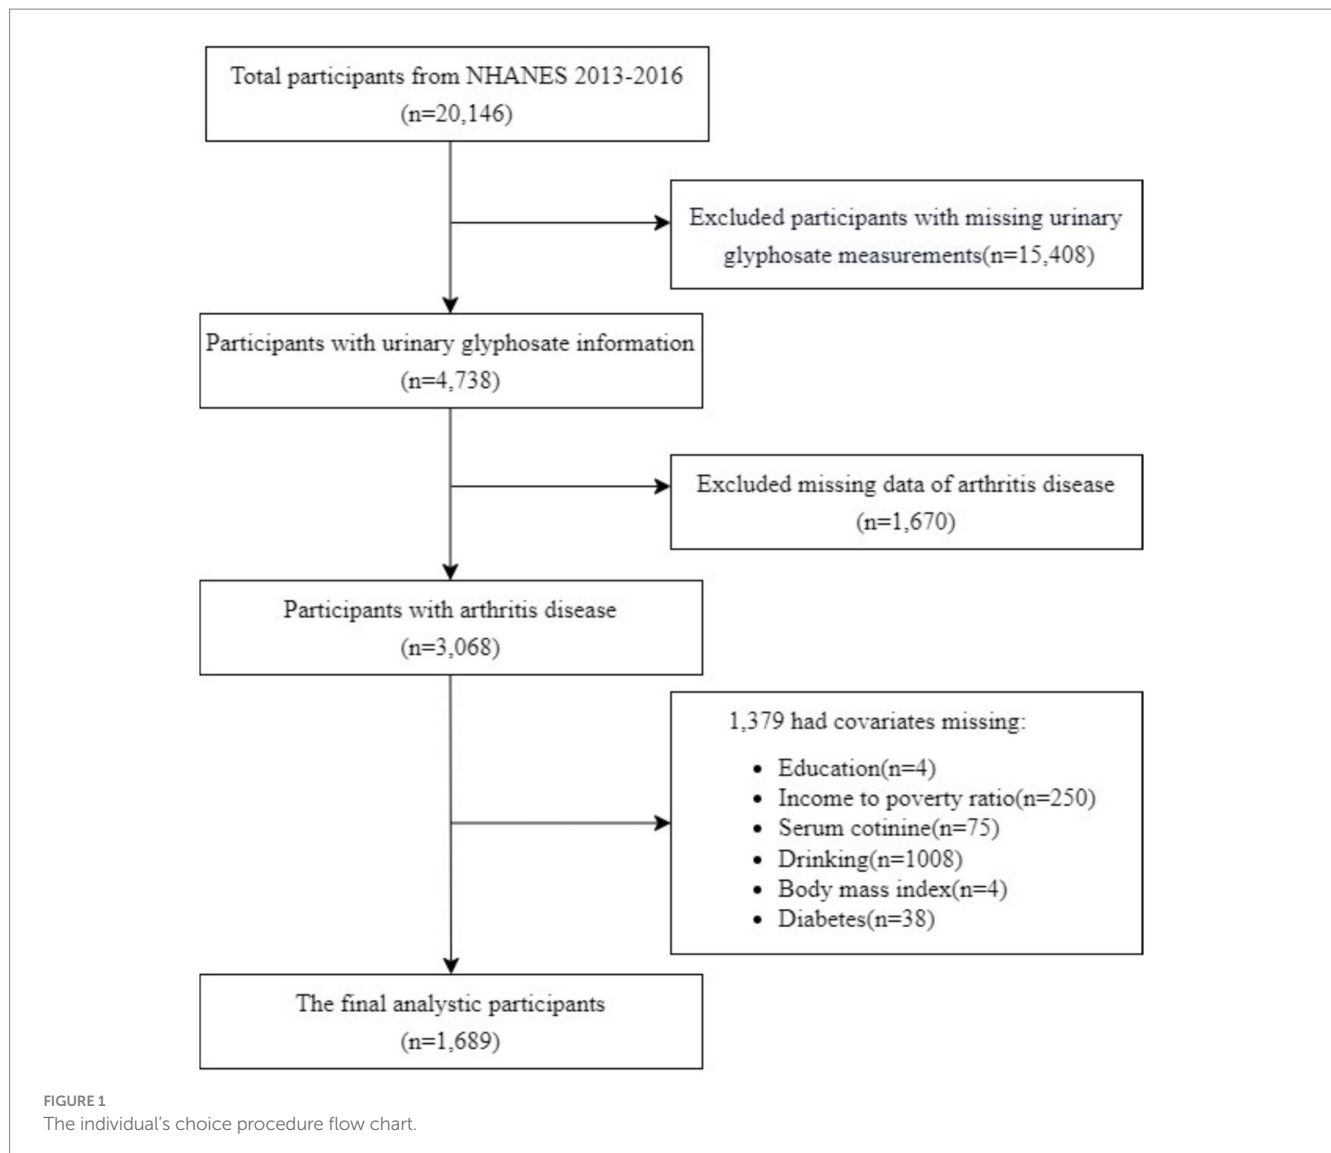 Total participants from NHANES 2013-2016
(n=20,146)
Excluded participants with missing urinary
glyphosate measurements(n=15,408)
Participants with urinary glyphosate information
(n=4,738)
Excluded missing data of arthritis disease
(n=1,670)
Participants with arthritis disease
(n=3,068)
1,379 had covariates missing:
• Education(n=4)
• Income to poverty ratio(n=250)
• Serum cotinine(n=75)
• Drinking(n=1008)
• Body mass index(n=4)
• Diabetes(n=38)
The final analystic participants
(n=1,689)
FIGURE 1
The individual's choice procedure flow chart.